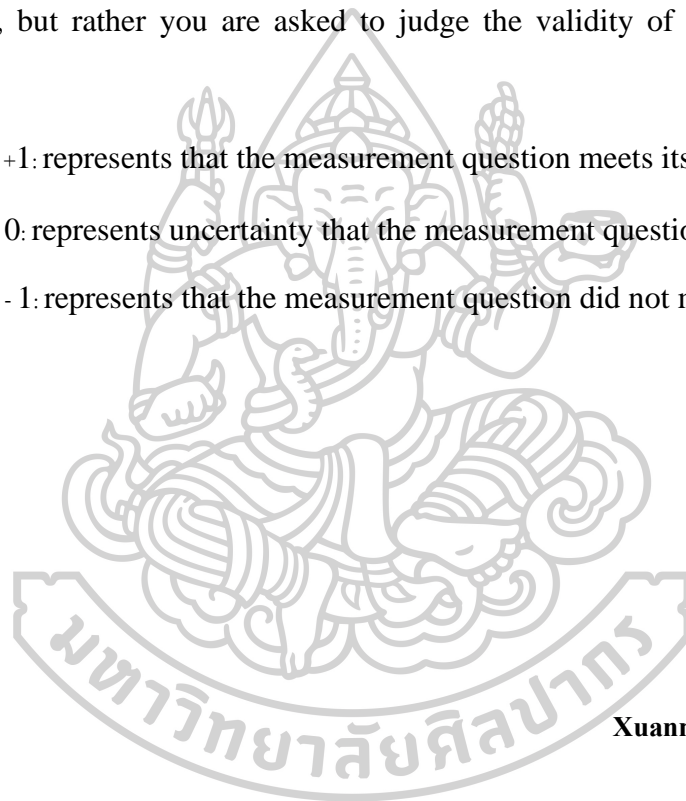 , but rather you are asked to judge the validity of
+1: represents that the measurement question meets its
0: represents uncertainty that the measurement questio
- 1: represents that the measurement question did not
มหาวิทยาลัยศิลปากร